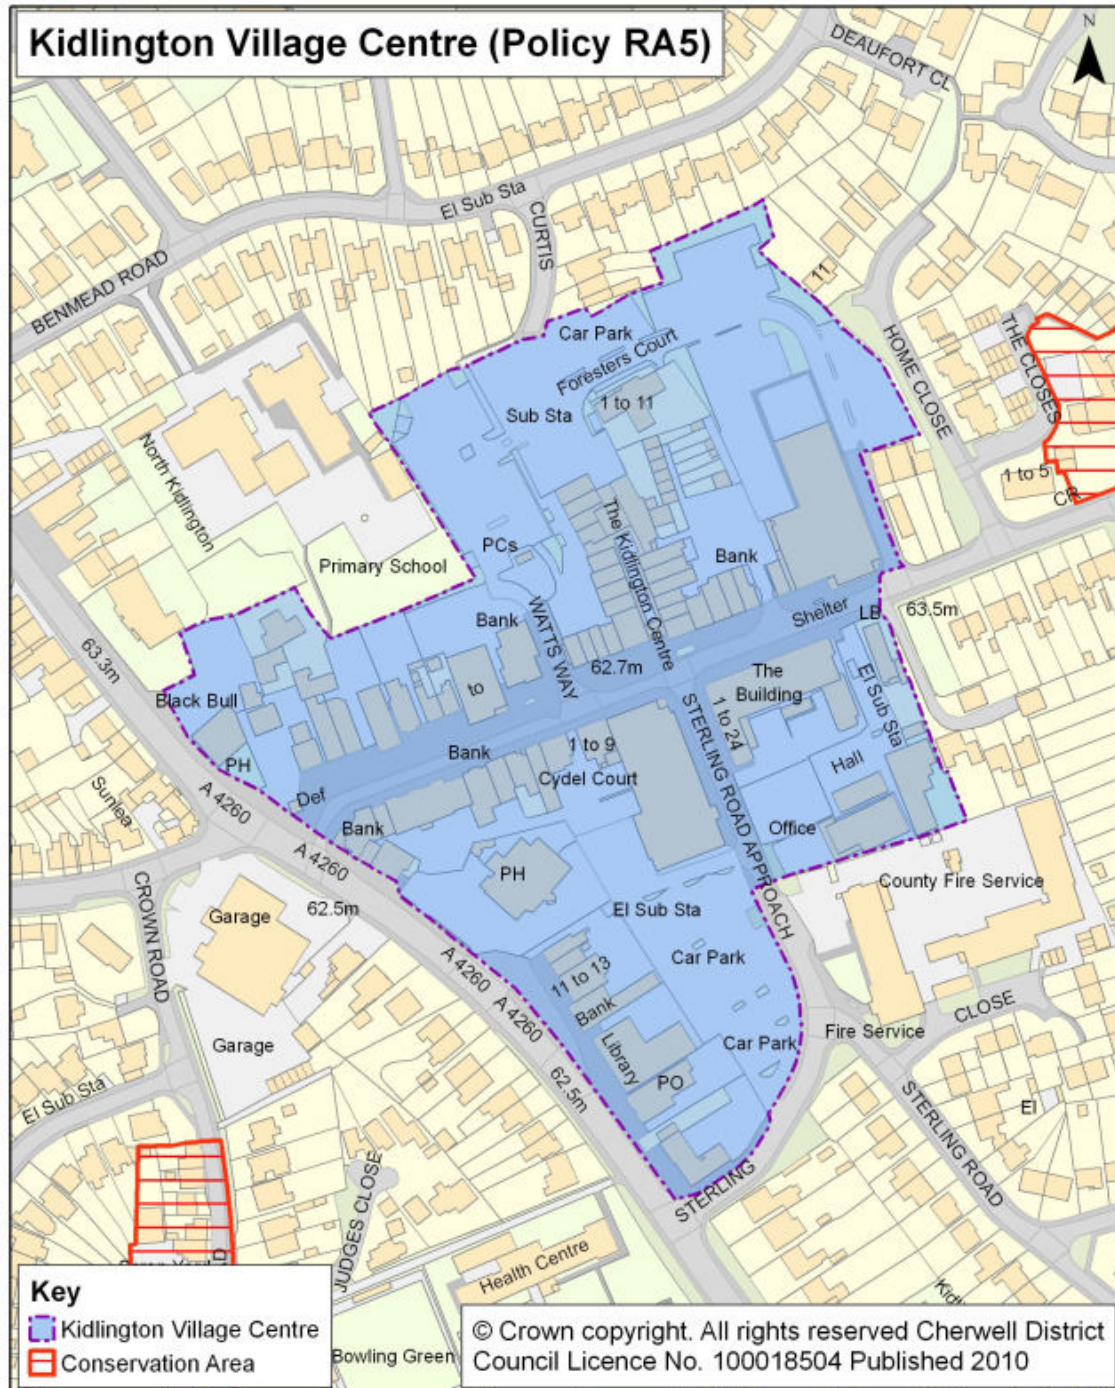 Kidlington Village Centre (Policy RA5)
N
DEAUFORT CL
El Sub Sta
CURTIS
BENMEAD ROAD
11
Car Park
Foresters Court
HOME CLOSE
THE CLOSES
Sub Sta
1 to 11
North Kidlington
1 to 5
CR
The Kidlington Centre
PCs
Bank
Primary School
WATTS WAY
Shelter
LB
63.5m
Bank
63.3m
62.7m
The
Building
El Sub Sta
Black Bull
to
STERLING ROAD APPROACH
1 to 24
Bank
1 to 9
PH
Cydel Court
Hall
Def
Sunlea
A 4260
Bank
Office
A 4260
PH
County Fire Service
CROWN ROAD
Garage
62.5m
El Sub Sta
A 4260
Car Park
11 to 13
A 4260
Bank
CLOSE
Garage
Library
Car Park
Fire Service
62.5m
PO
El Sub Sta
El
STERLING ROAD
JUDGES CLOSE
STERLING
Health Centre
Key
Kidlington Village Centre
Conservation Area
Bowling Green
© Crown copyright. All rights reserved Cherwell District
Council Licence No. 100018504 Published 2010